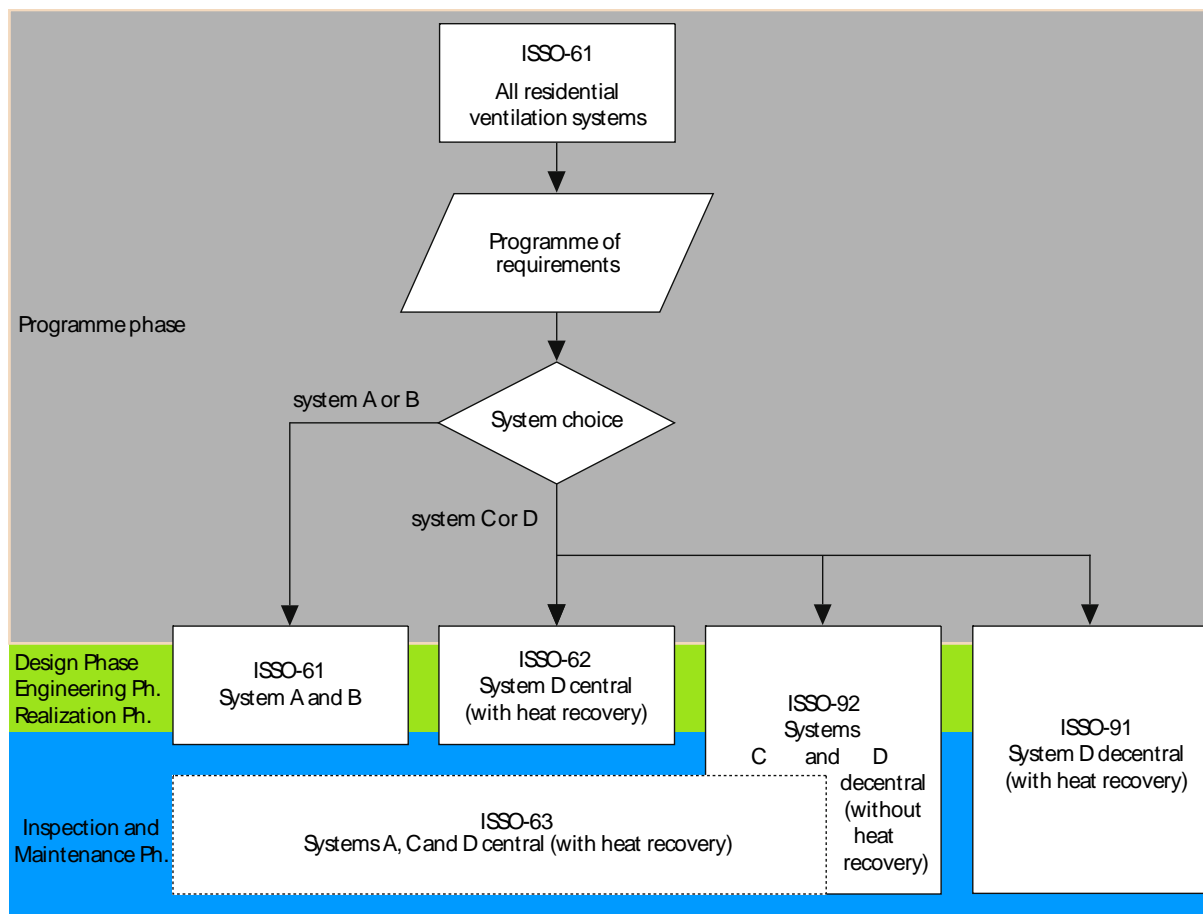 ISSO-61
All residential
ventilation systems
Programme of
requirements
Programme phase
system A or B
System choice
system C or D
Design Phase
Engineering Ph.
Realization Ph.
ISSO-61
System A and B
ISSO-62
System D central
(with heat recovery)
ISSO-92
Systems
C and D
decentral
(without
heat
recovery)
ISSO-91
System D decentral
(with heat recovery)
Inspection and
Maintenance Ph.
ISSO-63
Systems A, C and D central (with heat recovery)